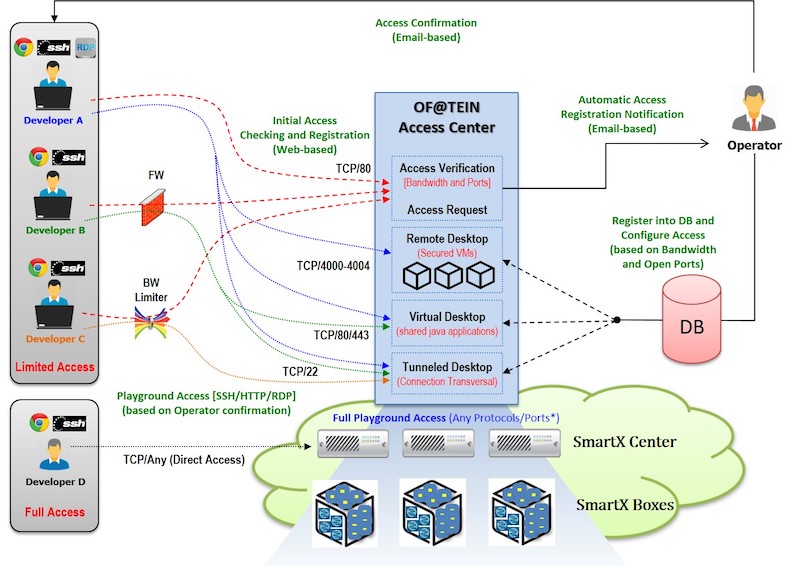 Access Confirmation
(Email-based)
ssh
RDP
Developer A
Initial Access
Checking and Registration
(Web-based)
TCP/80
OF@TEIN
Access Center
Access Verification
[Bandwidth and Ports]
Access Request
Automatic Access
Registration Notification
(Email-based)
Operator
ssh
Developer B
FW
Remote Desktop
(Secured VMs)
TCP/4000-4004
Register into DB and
Configure Access
(based on Bandwidth
and Open Ports)
ssh
Developer C
BW
Limiter
Virtual Desktop
(shared java applications)
TCP/80/443
DB
Limited Access
TCP/22
Tunneled Desktop
(Connection Transversal)
Playground Access [SSH/HTTP/RDP]
(based on Operator confirmation)
ssh
Full Playground Access (Any Protocols/Ports*)
TCP/Any (Direct Access)
SmartX Center
Developer D
Full Access
SmartX Boxes